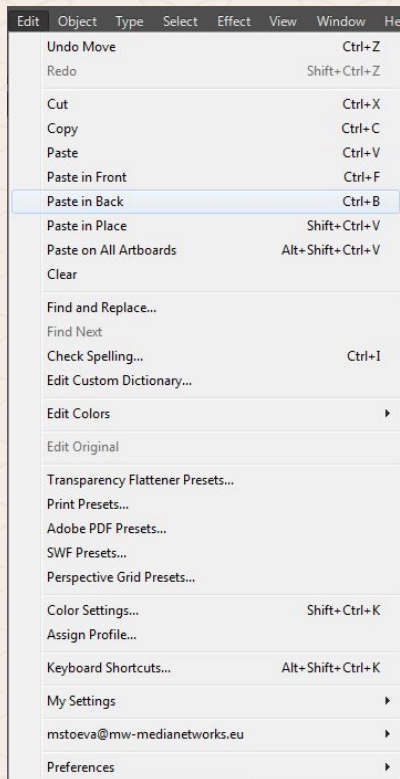 Edit Object Type Select Effect View Window He
Undo Move Ctrl+Z
Redo Shift+Ctrl+Z
Cut Ctrl+X
Copy Ctrl+C
Paste Ctrl+V
Paste in Front Ctrl+F
Paste in Back Ctrl+B
Paste in Place Shift+Ctrl+V
Paste on All Artboards Alt+Shift+Ctrl+V
Clear
Find and Replace...
Find Next
Check Spelling... Ctrl+I
Edit Custom Dictionary...
Edit Colors
Edit Original
Transparency Flattener Presets...
Print Presets...
Adobe PDF Presets...
SWF Presets...
Perspective Grid Presets...
Color Settings... Shift+Ctrl+K
Assign Profile...
Keyboard Shortcuts... Alt+Shift+Ctrl+K
My Settings
mstoeva@mw-medianetworks.eu
Preferences